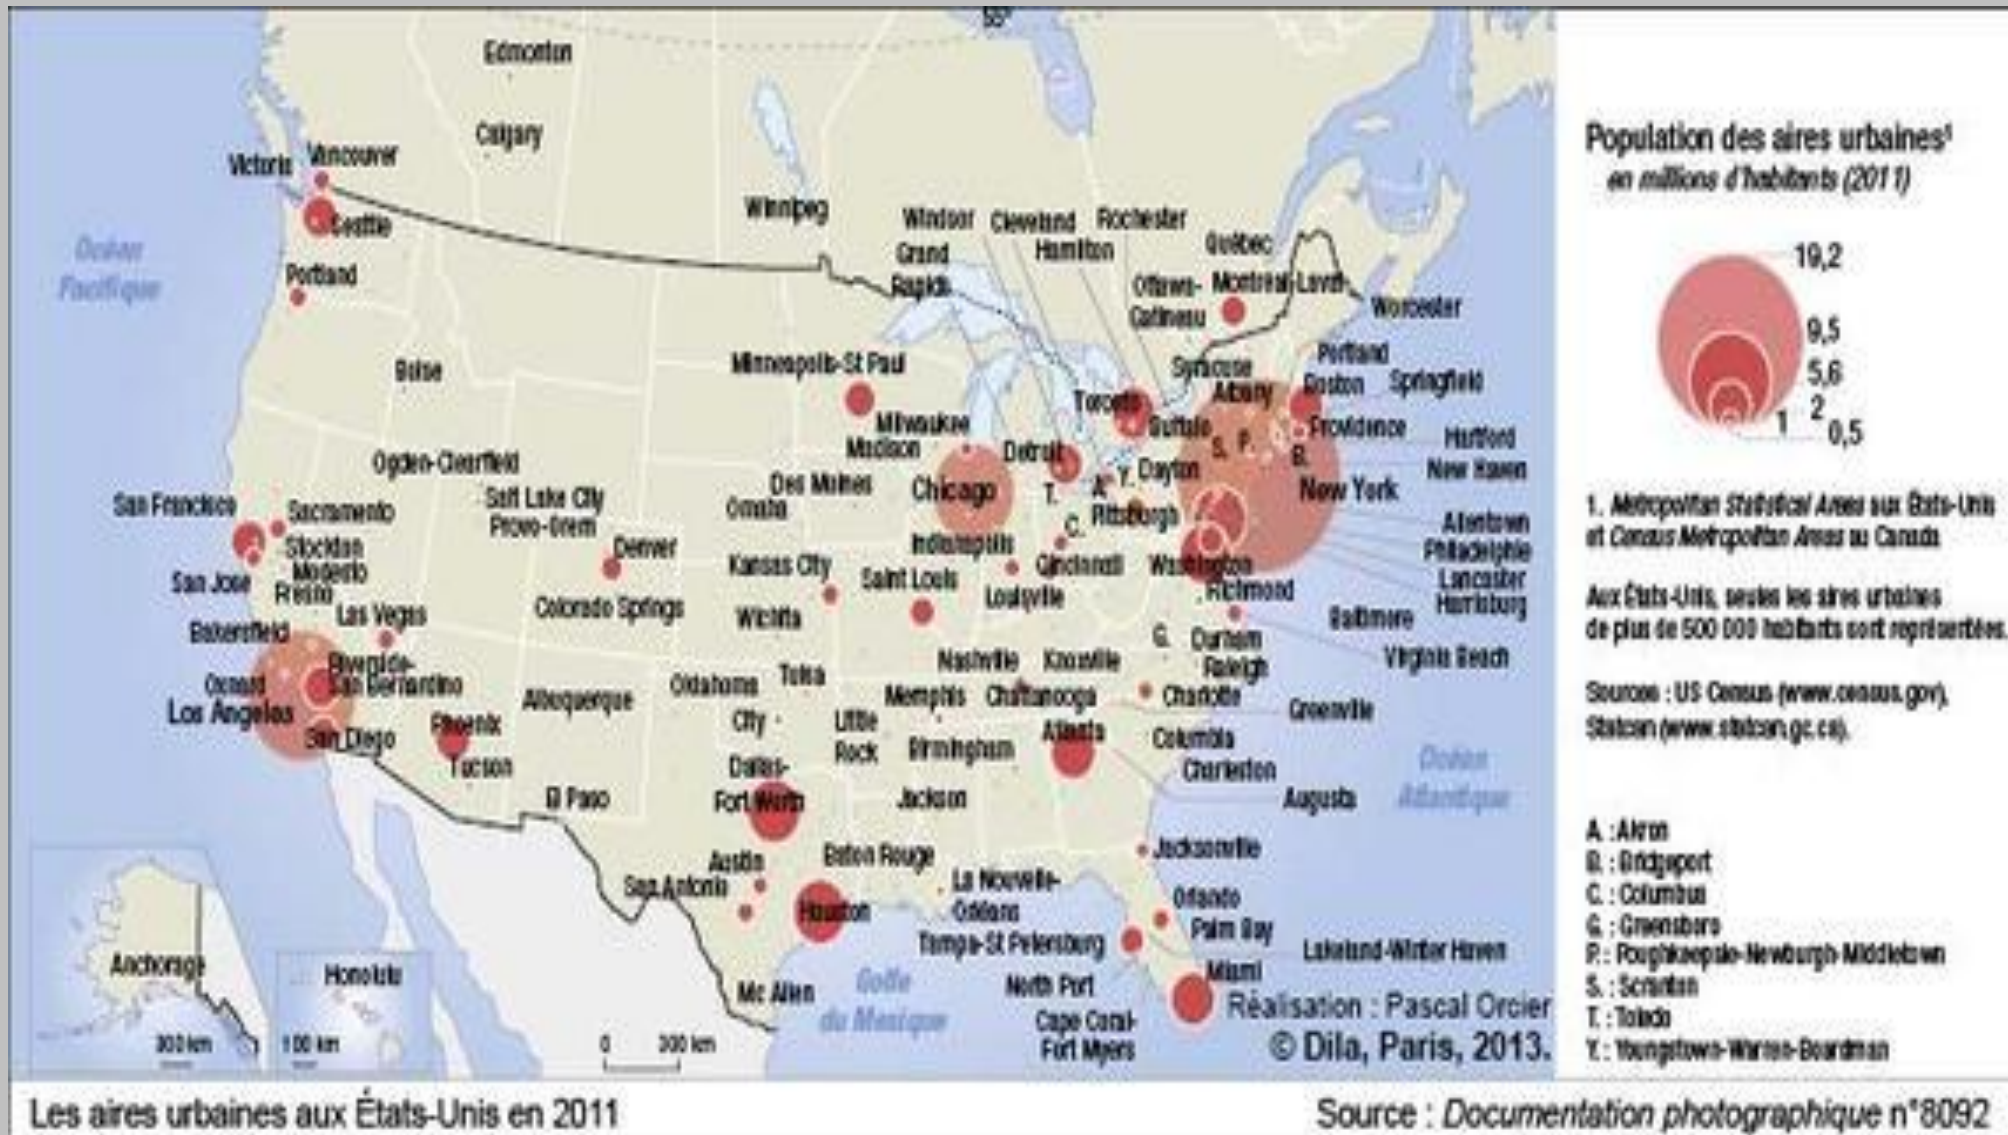 55°
Edmonton
Calgary
Victoria
Vancouver
Seattle
Winnipeg
Windsor
Cleveland
Rochester
Hamilton
Grand
Rapids
Québec
Ottawa-
Gatineau
Montréal-Laval
Worcester
Océan
Pacifique
Portland
Boise
Minneapolis-St Paul
Milwaukee
Madison
Toronto
Syracuse
Albany
Portland
Boston
Springfield
Buffalo
Providence
Hartford
New Haven
Detroit
Dayton
S.
P.
B.
T.
A.
Y.
C.
New York
Ogden-Clearfield
Salt Lake City
Provo-Orem
Des Moines
Omaha
Chicago
Pittsburgh
San Francisco
Sacramento
Stockton
Modesto
San Jose
Fresno
Denver
Kansas City
Indianapolis
Saint Louis
Cincinnati
Washington
Allentown
Philadelphie
Lancaster
Harrisburg
Las Vegas
Colorado Springs
Wichita
Louisville
Richmond
Baltimore
Bakersfield
G.
Durham
Raleigh
Virginia Beach
Oxnard
Riverside-
San Bernardino
Los Angeles
San Diego
Phoenix
Tucson
Albuquerque
Oklahoma
City
Tulsa
Nashville
Knoxville
Memphis
Chattanooga
Charlotte
Greenville
Little
Rock
Birmingham
Atlanta
Columbia
Charleston
Augusta
El Paso
Dallas-
Fort Worth
Jackson
Océan
Atlantique
Austin
San Antonio
Baton Rouge
Houston
La Nouvelle-
Orléans
Jacksonville
Orlando
Palm Bay
Tampa-St Petersburg
Lakeland-Winter Haven
North Port
Miami
Cape Coral-
Fort Myers
Mc Allen
Golfe
du Mexique
Anchorage
Honolulu
300 km
100 km
0
300 km
Réalisation : Pascal Orcier
© Dila, Paris, 2013.
Population des aires urbaines¹
en millions d'habitants (2011)
19,2
9,5
5,6
2
1
0,5
1. Metropolitan Statistical Areas aux États-Unis
et Census Metropolitan Areas au Canada
Aux États-Unis, seules les aires urbaines
de plus de 500 000 habitants sont représentées.
Sources : US Census (www.census.gov),
Statcan (www.statcan.gc.ca).
A. : Akron
B. : Bridgeport
C. : Columbus
G. : Greensboro
P. : Poughkeepsie-Newburgh-Middletown
S. : Scranton
T. : Toledo
Y. : Youngstown-Warren-Boardman
Les aires urbaines aux États-Unis en 2011
Source : Documentation photographique n°8092